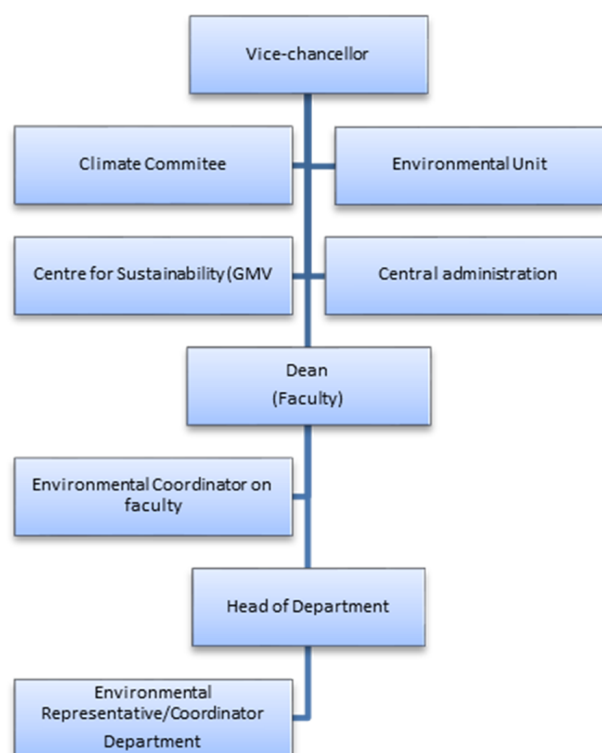 Vice-chancellor
Climate Commitee
Environmental Unit
Centre for Sustainability (GMV
Central administration
Dean
(Faculty)
Environmental Coordinator on
faculty
Head of Department
Environmental
Representative/Coordinator
Department